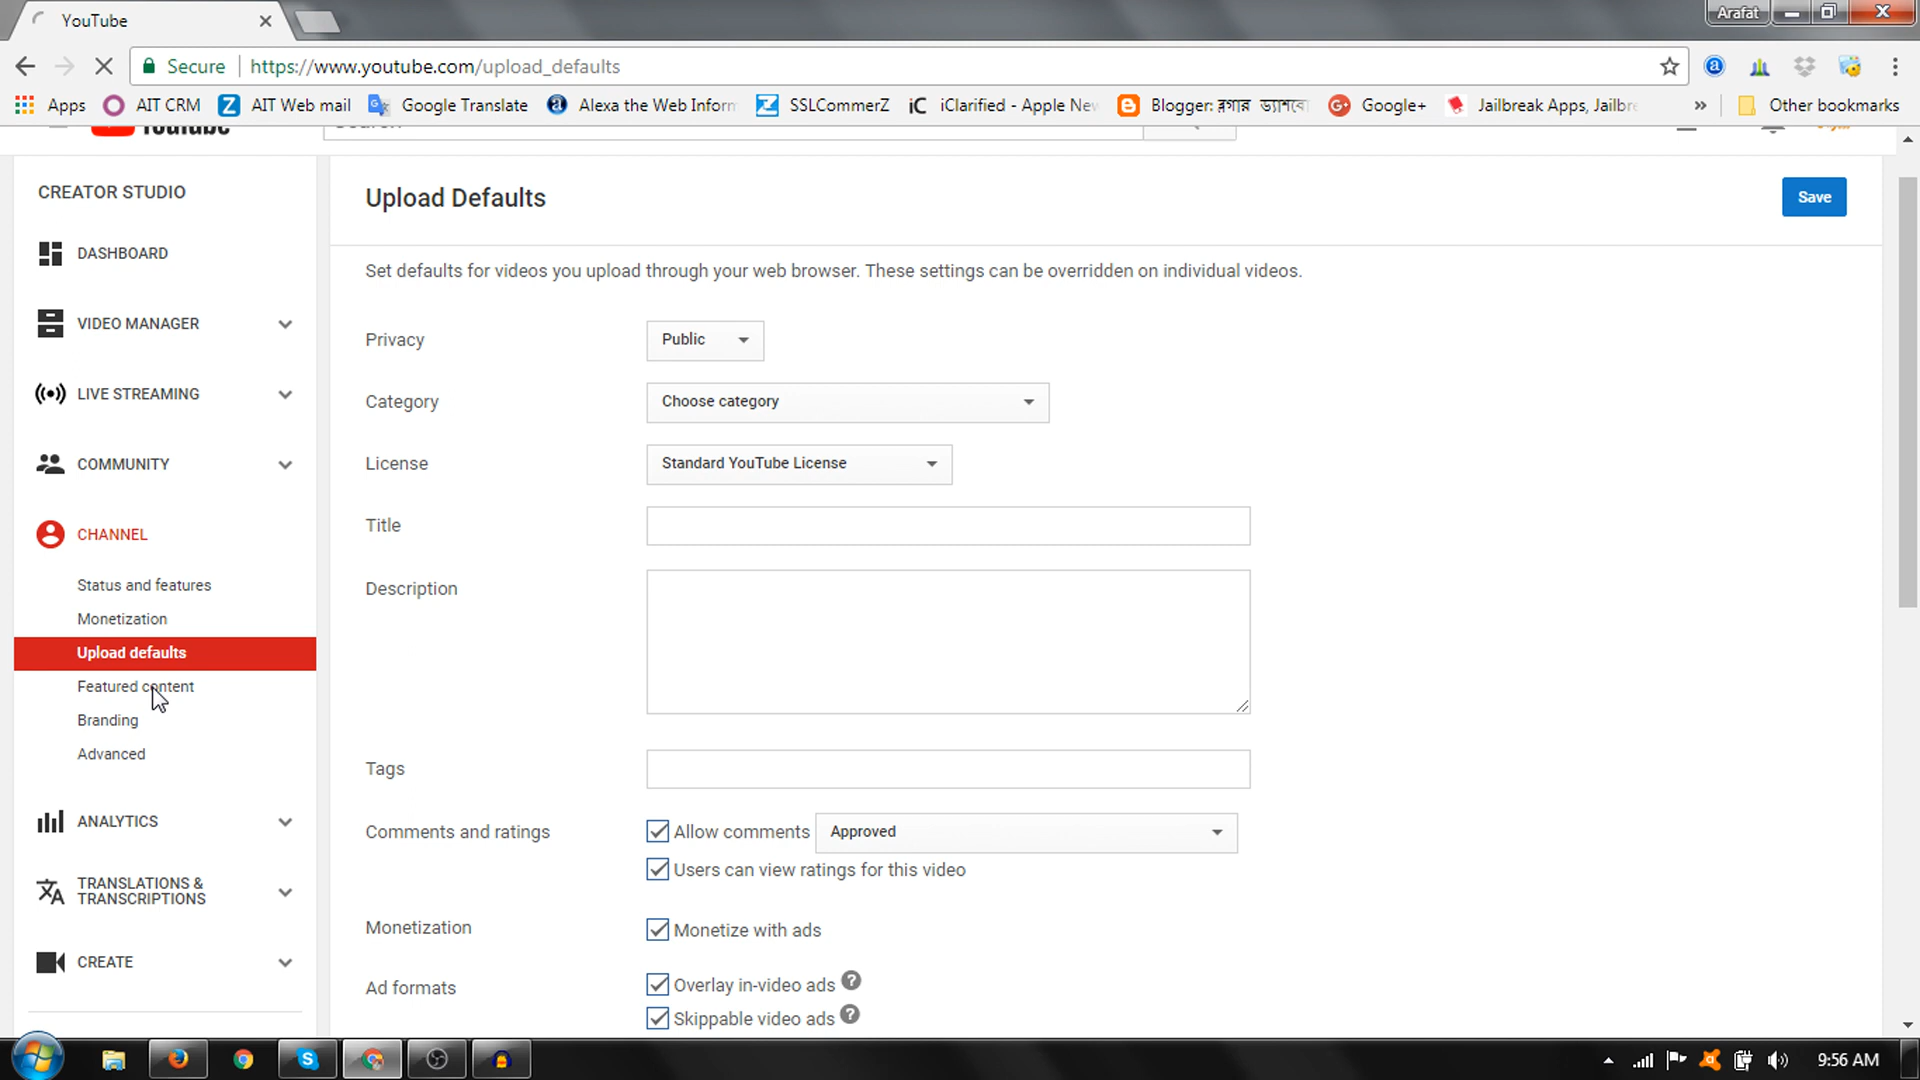 YouTube
Arafat
Secure
https://www.youtube.com/upload_defaults
Apps
AIT CRM
AIT Web mail
Google Translate
Alexa the Web Inform
SSLCommerZ
iClarified - Apple New
Blogger: ব্লগার ড্যাশবো
Google+
Jailbreak Apps, Jailbr
»
Other bookmarks
YouTube
Search
CREATOR STUDIO
DASHBOARD
VIDEO MANAGER
LIVE STREAMING
COMMUNITY
CHANNEL
Status and features
Monetization
Upload defaults
Featured content
Branding
Advanced
ANALYTICS
TRANSLATIONS &
TRANSCRIPTIONS
CREATE
Upload Defaults
Save
Set defaults for videos you upload through your web browser. These settings can be overridden on individual videos.
Privacy
Public
Category
Choose category
License
Standard YouTube License
Title
Description
Tags
Comments and ratings
Allow comments
Approved
Users can view ratings for this video
Monetization
Monetize with ads
Ad formats
Overlay in-video ads ?
Skippable video ads ?
9:56 AM